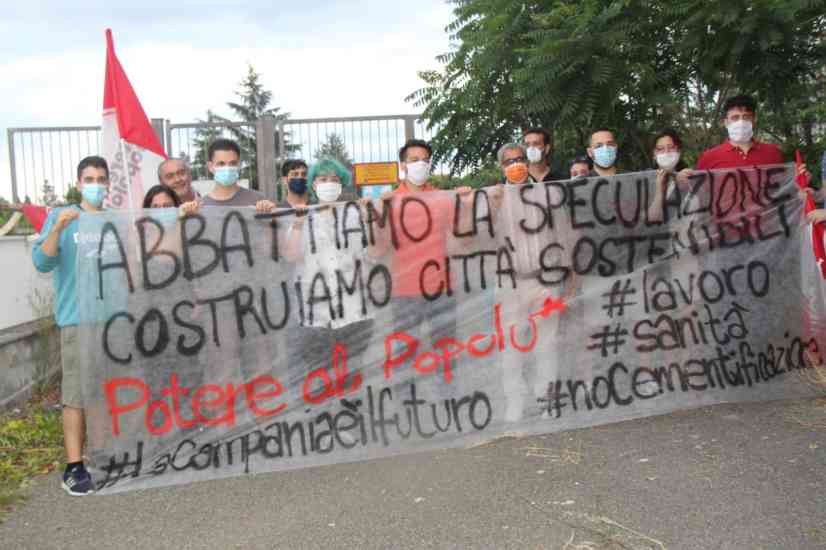 ABBATTIAMO LA SPECULAZIONE
COSTRUIAMO CITTÀ SOSTENIBILI
Potere al Popolo*
#lavoro
#sanità
#LaCampaniaèilfuturo
#noCementificazione